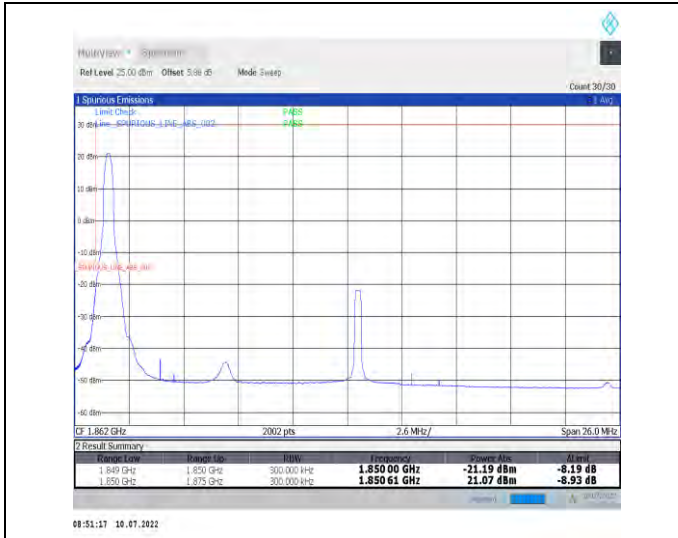 MultiView
Spectrum
Ref Level 25.00 dBm Offset 5.98 dB Mode Sweep
Count 30/30
1 Spurious Emissions
1 Avg
Limit Check PASS
30 dBm Line _SPURIOUS_LINE_ABS_002 PASS
20 dBm
10 dBm
0 dBm
-10 dBm
-20 dBm
-30 dBm
-40 dBm
-50 dBm
-60 dBm
CF 1.862 GHz 2002 pts 2.6 MHz/ Span 26.0 MHz
2 Result Summary
Range Low Range Up RBW Frequency Power Abs ΔLimit
1.849 GHz 1.850 GHz 300.000 kHz 1.850 00 GHz -21.19 dBm -8.19 dB
1.850 GHz 1.875 GHz 300.000 kHz 1.850 61 GHz 21.07 dBm -8.93 dB
08:51:17 10.07.2022